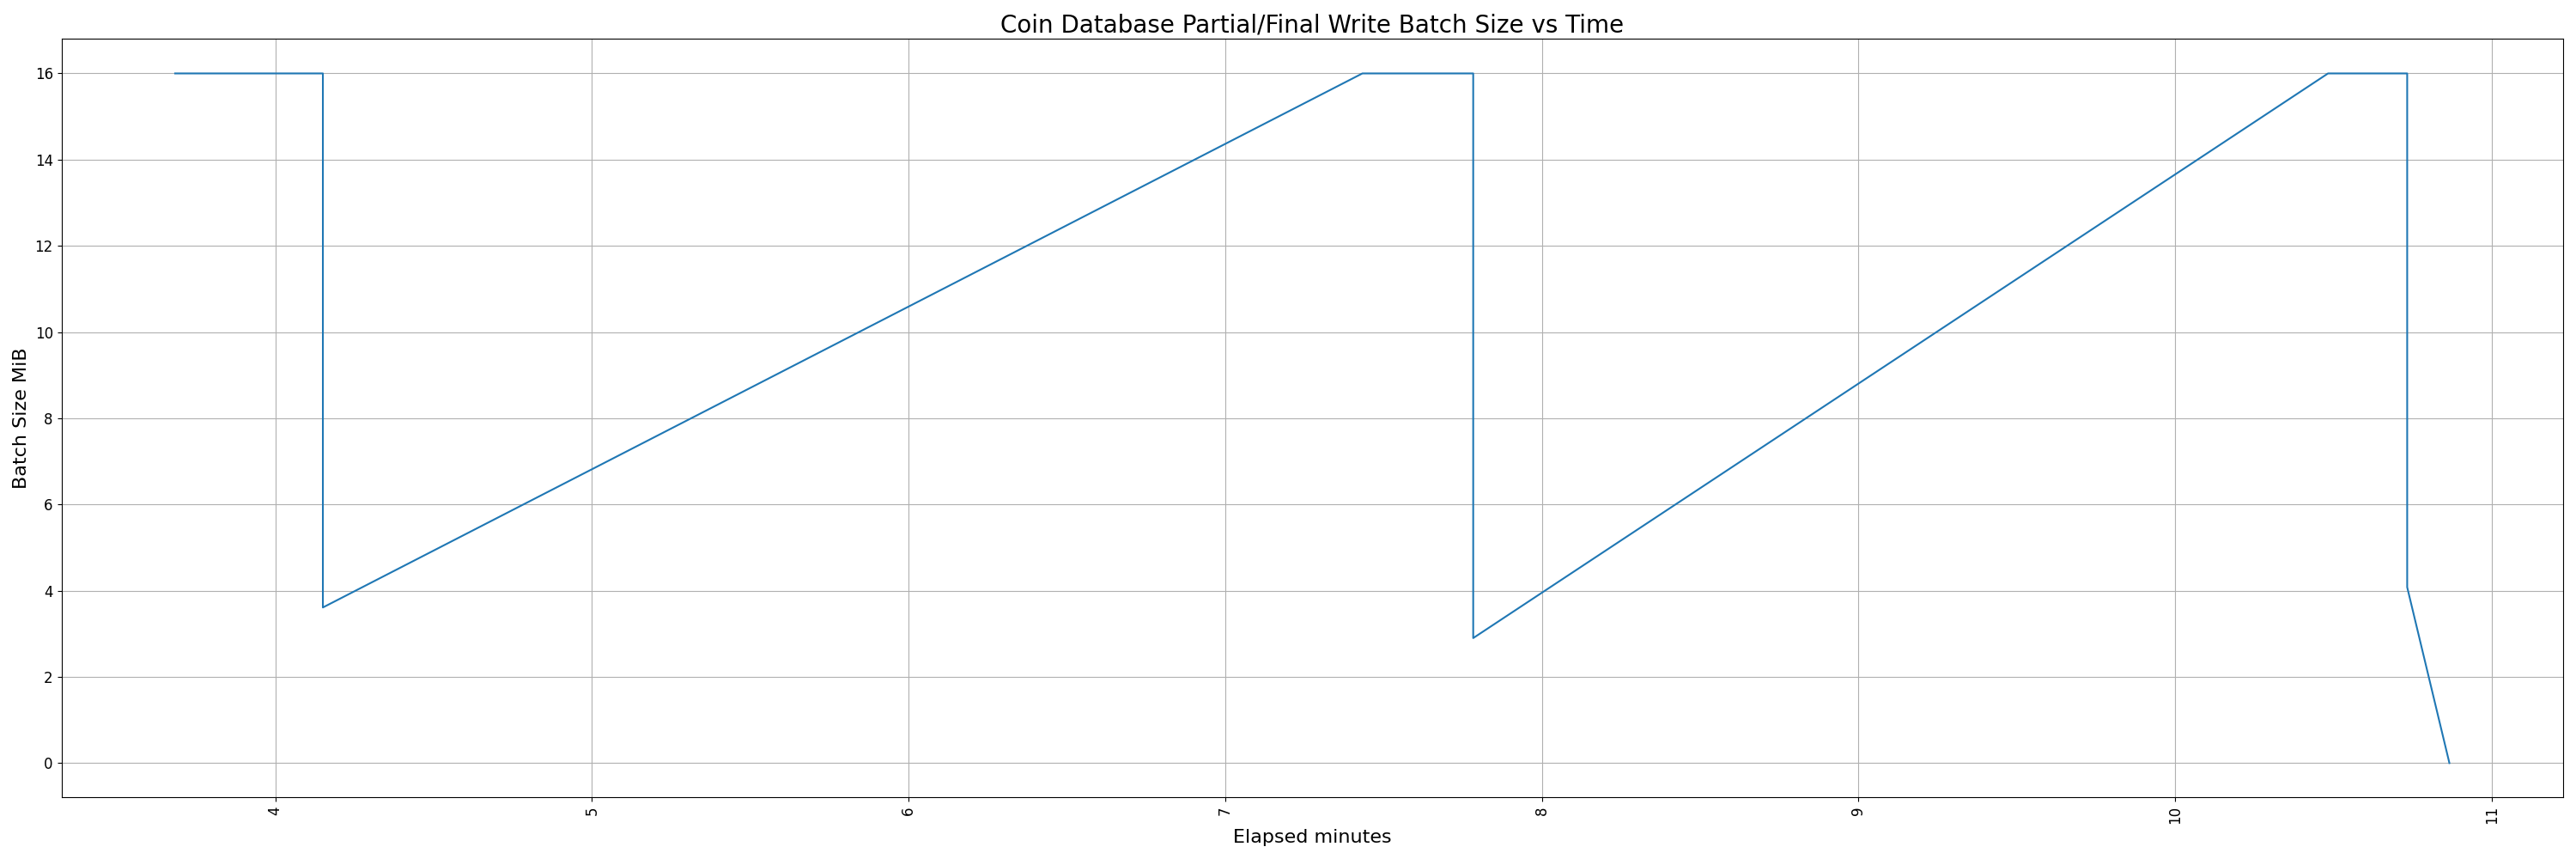 Coin Database Partial/Final Write Batch Size vs Time
Batch Size MiB
16
14
12
10
8
6
4
2
0
4 5 6 7 8 9 10 11
Elapsed minutes